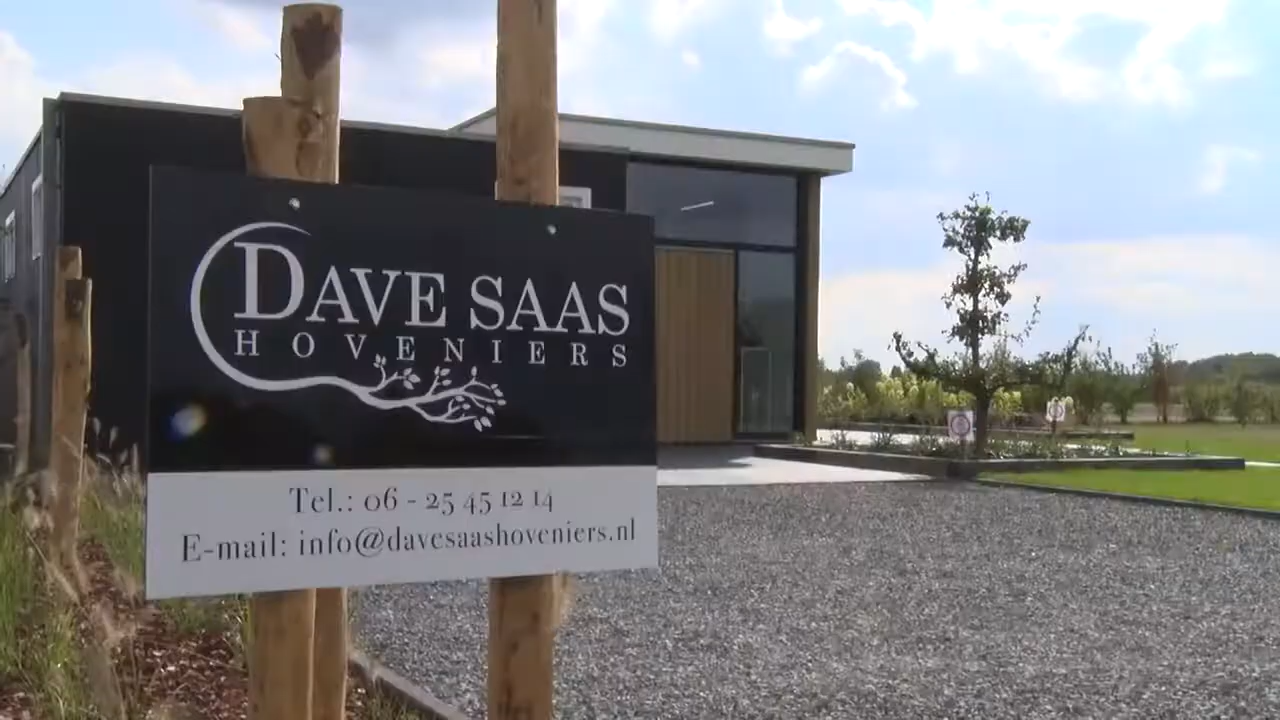 DAVE SAAS
HOVENIERS
Tel.: 06 - 25 45 12 14
E-mail: info@davesaashoveniers.nl